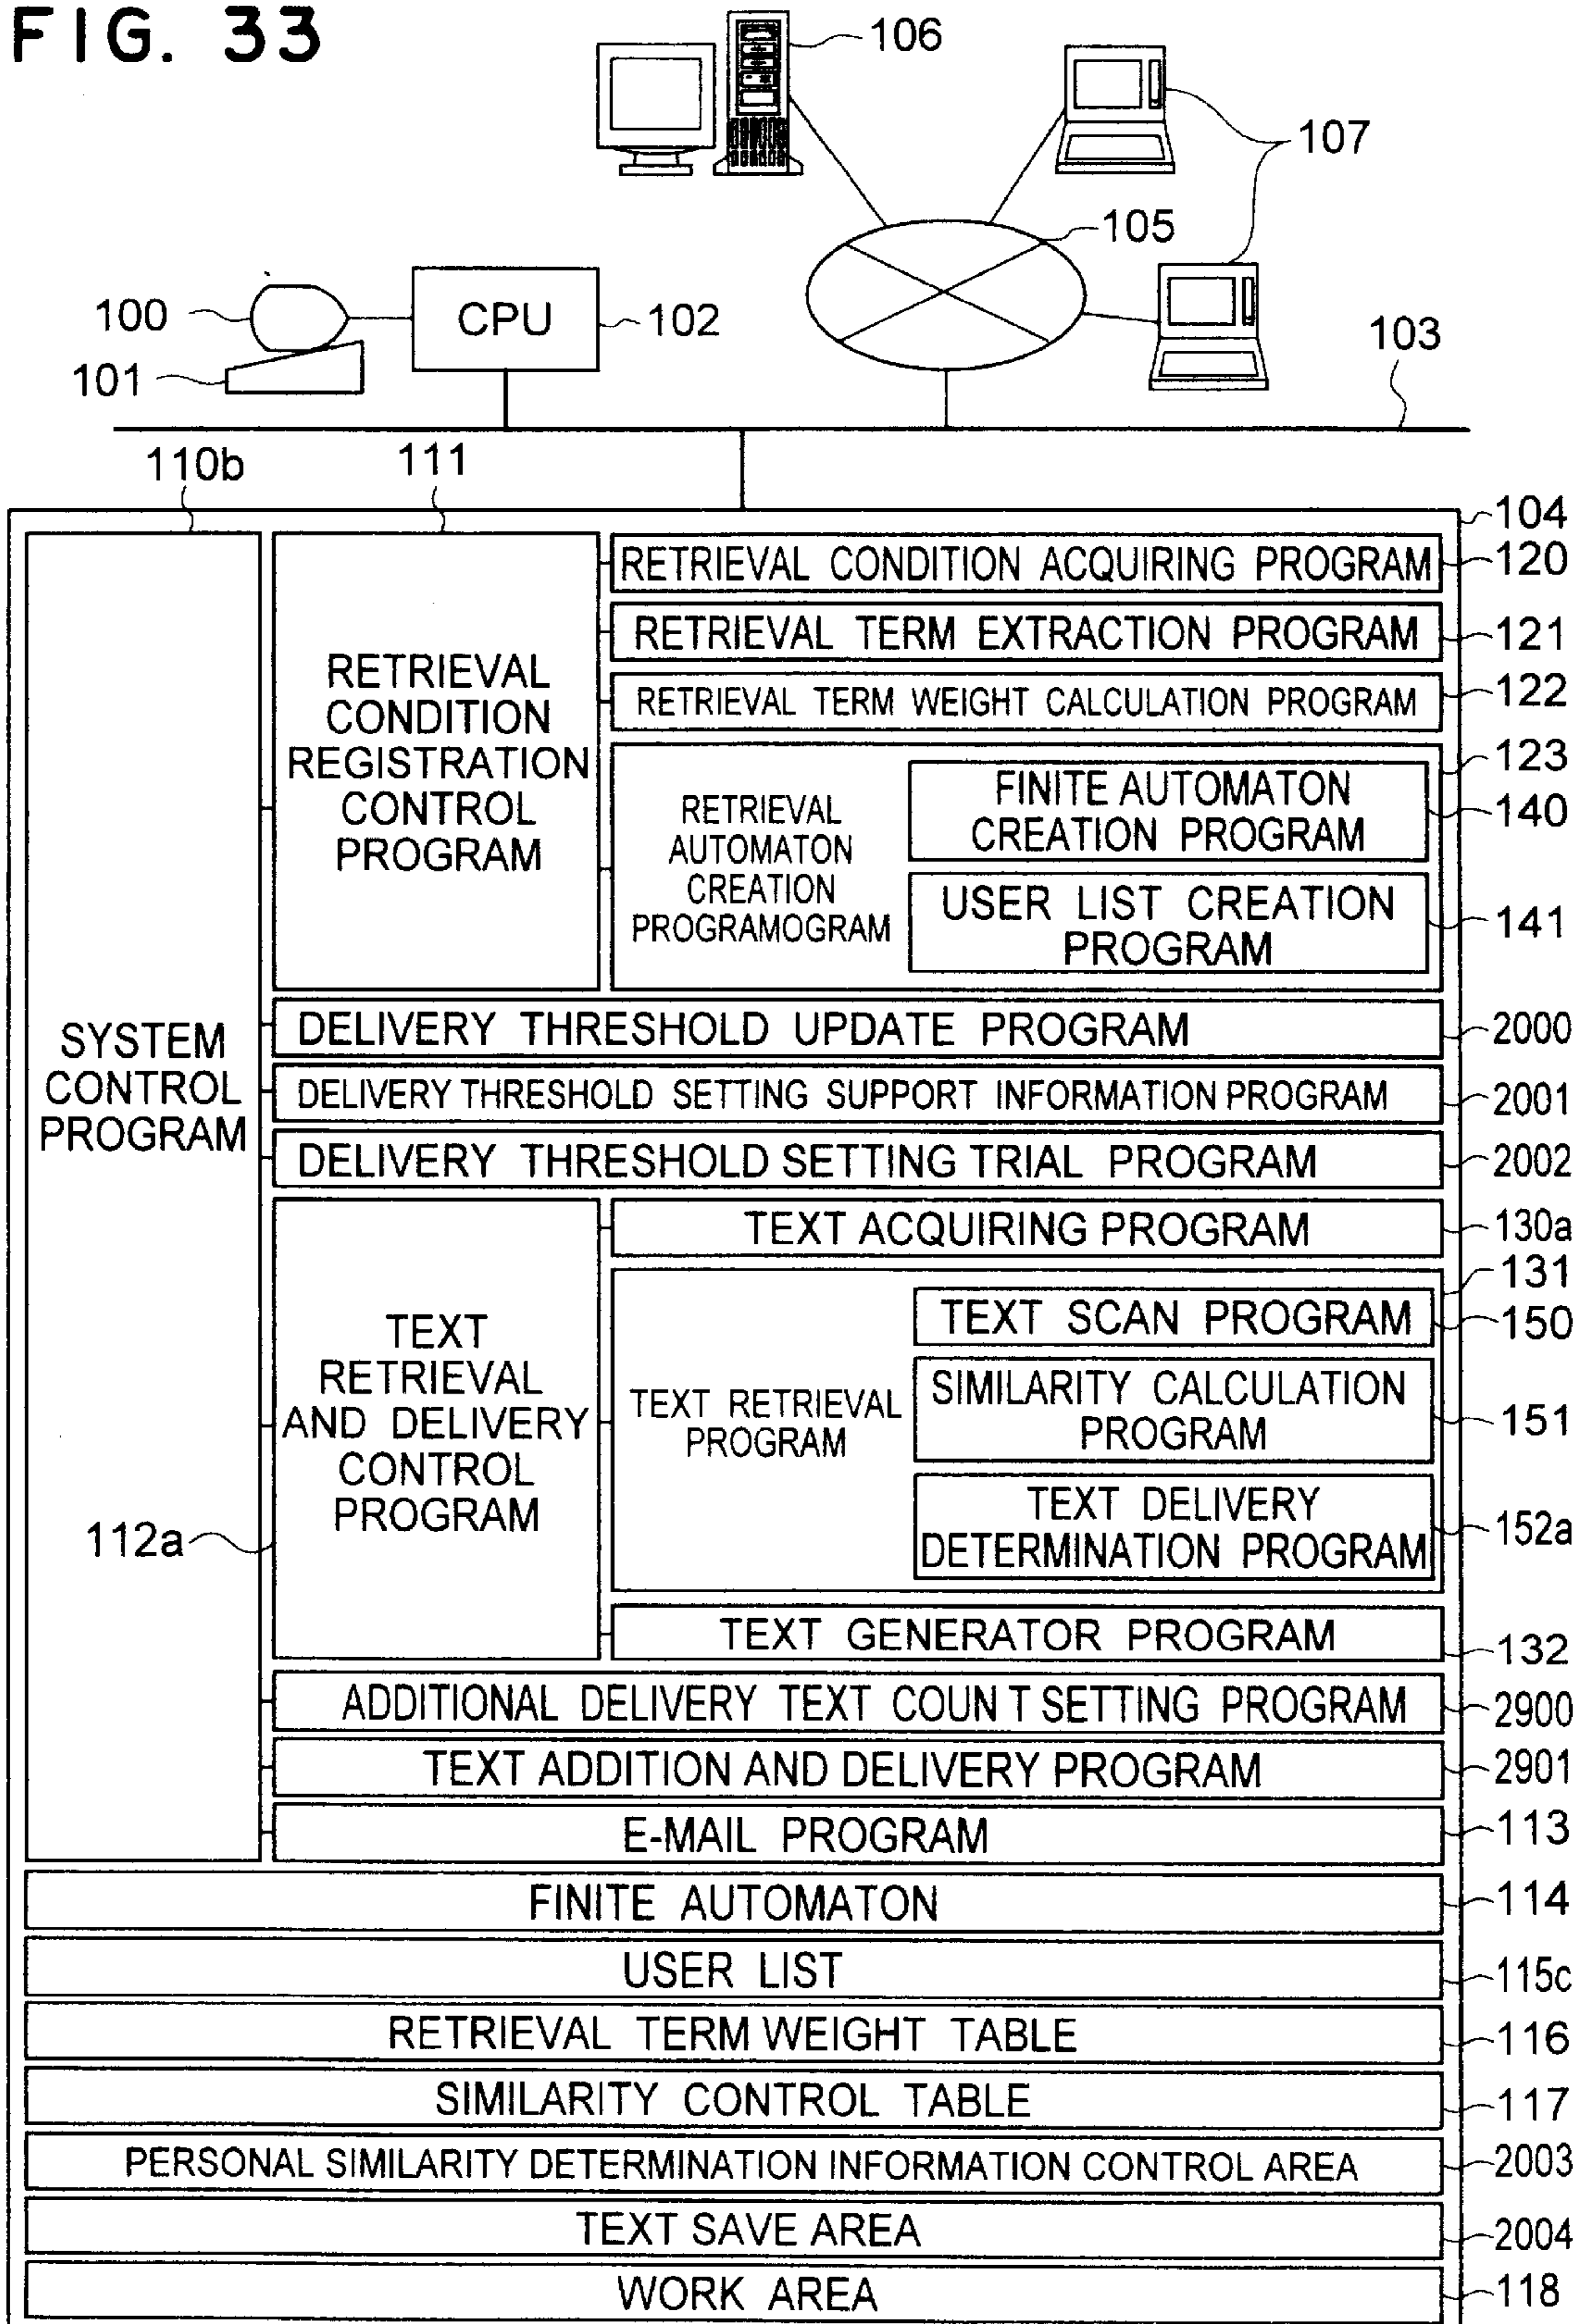 FIG. 33
106
107
105
100
CPU
102
101
103
110b
111
104
RETRIEVAL CONDITION ACQUIRING PROGRAM
120
RETRIEVAL TERM EXTRACTION PROGRAM
121
RETRIEVAL TERM WEIGHT CALCULATION PROGRAM
122
RETRIEVAL
CONDITION
REGISTRATION
CONTROL
PROGRAM
123
RETRIEVAL
AUTOMATON
CREATION
PROGRAMOGRAM
FINITE AUTOMATON
CREATION PROGRAM
140
USER LIST CREATION
PROGRAM
141
SYSTEM
CONTROL
PROGRAM
DELIVERY THRESHOLD UPDATE PROGRAM
2000
DELIVERY THRESHOLD SETTING SUPPORT INFORMATION PROGRAM
2001
DELIVERY THRESHOLD SETTING TRIAL PROGRAM
2002
TEXT ACQUIRING PROGRAM
130a
131
TEXT
RETRIEVAL
AND DELIVERY
CONTROL
PROGRAM
112a
TEXT RETRIEVAL
PROGRAM
TEXT SCAN PROGRAM
150
SIMILARITY CALCULATION
PROGRAM
151
TEXT DELIVERY
DETERMINATION PROGRAM
152a
TEXT GENERATOR PROGRAM
132
ADDITIONAL DELIVERY TEXT COUN T SETTING PROGRAM
2900
TEXT ADDITION AND DELIVERY PROGRAM
2901
E-MAIL PROGRAM
113
FINITE AUTOMATON
114
USER LIST
115c
RETRIEVAL TERM WEIGHT TABLE
116
SIMILARITY CONTROL TABLE
117
PERSONAL SIMILARITY DETERMINATION INFORMATION CONTROL AREA
2003
TEXT SAVE AREA
2004
WORK AREA
118